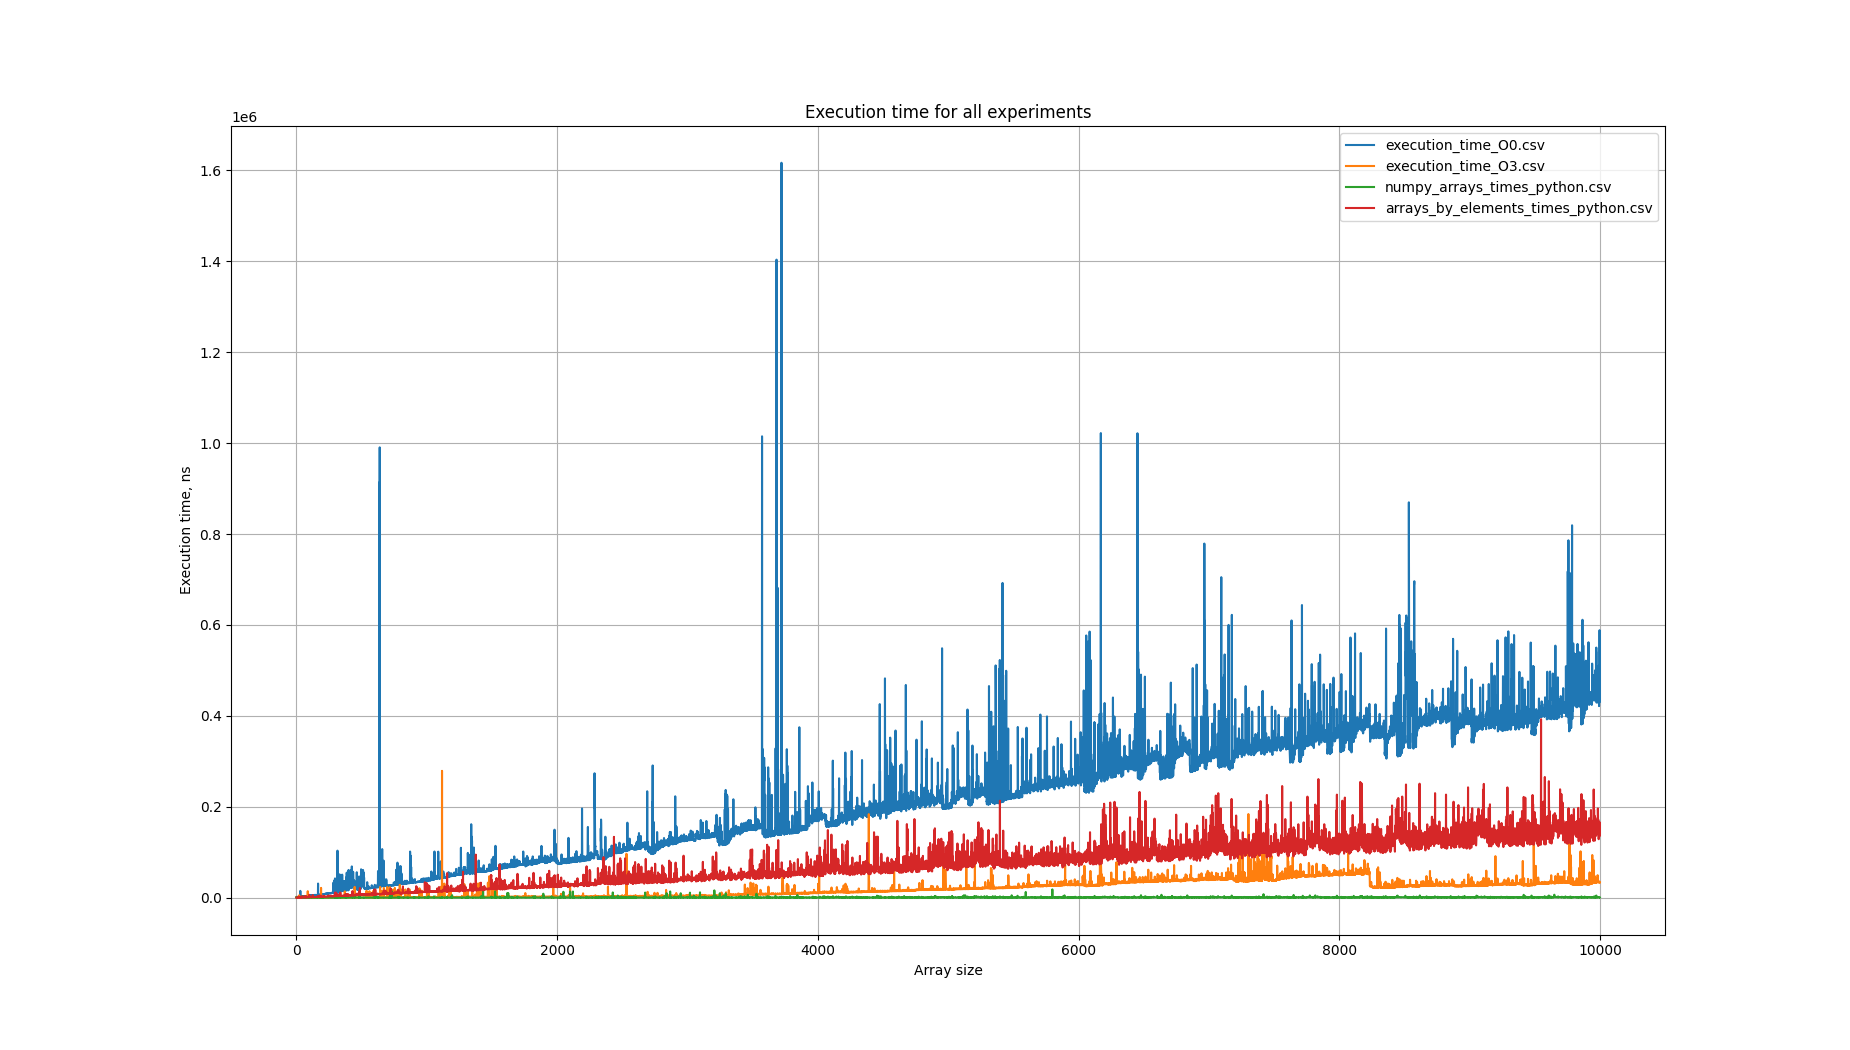 Execution time for all experiments
1e6
execution_time_O0.csv
execution_time_O3.csv
numpy_arrays_times_python.csv
arrays_by_elements_times_python.csv
1.6
1.4
1.2
1.0
0.8
0.6
0.4
0.2
0.0
Execution time, ns
0 2000 4000 6000 8000 10000
Array size